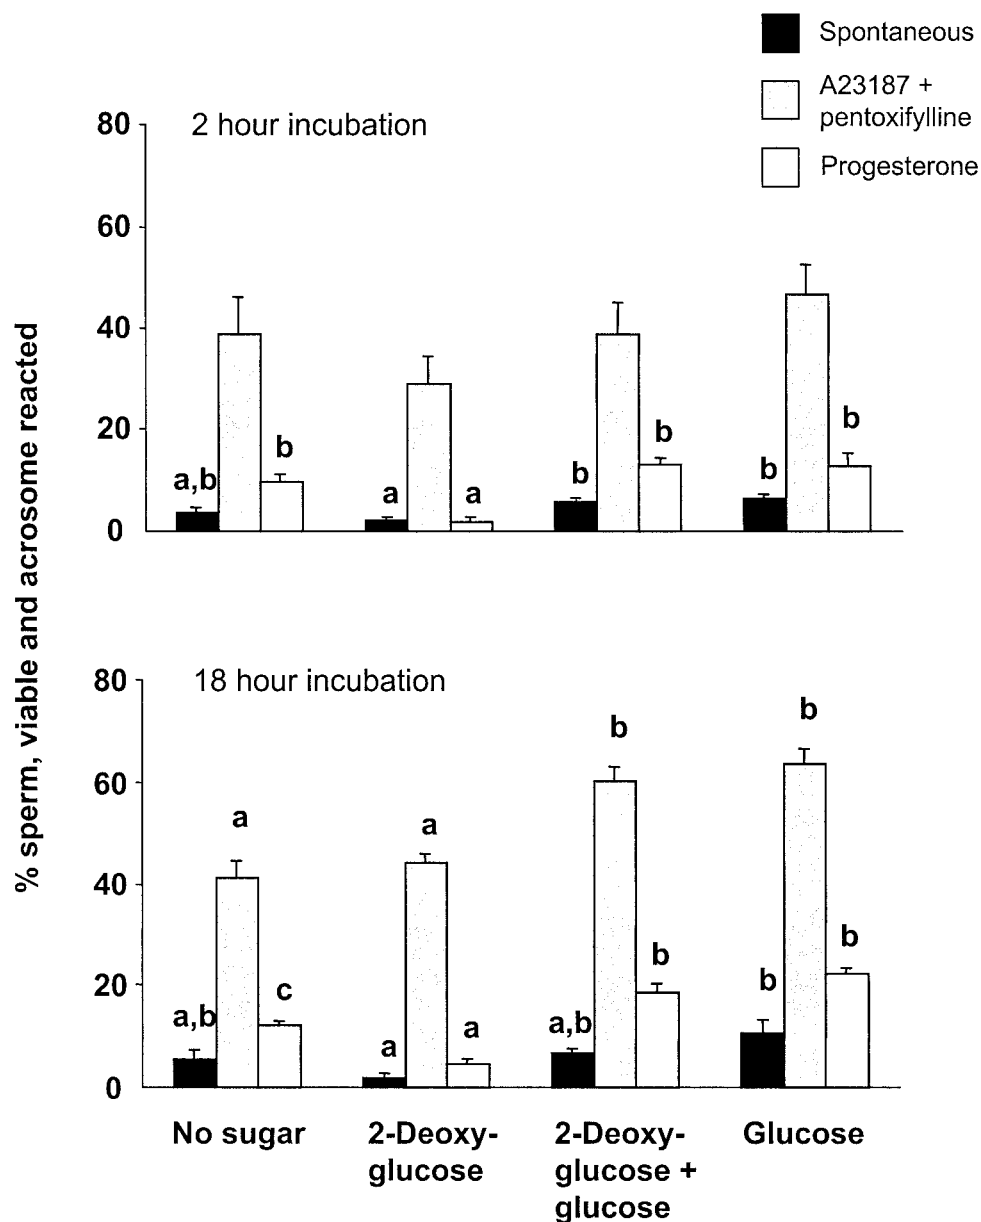 Spontaneous
A23187 +
pentoxifylline
Progesterone
% sperm, viable and acrosome reacted
2 hour incubation
80
60
40
20
0
a,b
b
a
a
b
b
b
b
18 hour incubation
80
60
40
20
0
a,b
a
c
a
a
a
a,b
b
b
b
b
b
No sugar
2-Deoxy-
glucose
2-Deoxy-
glucose +
glucose
Glucose